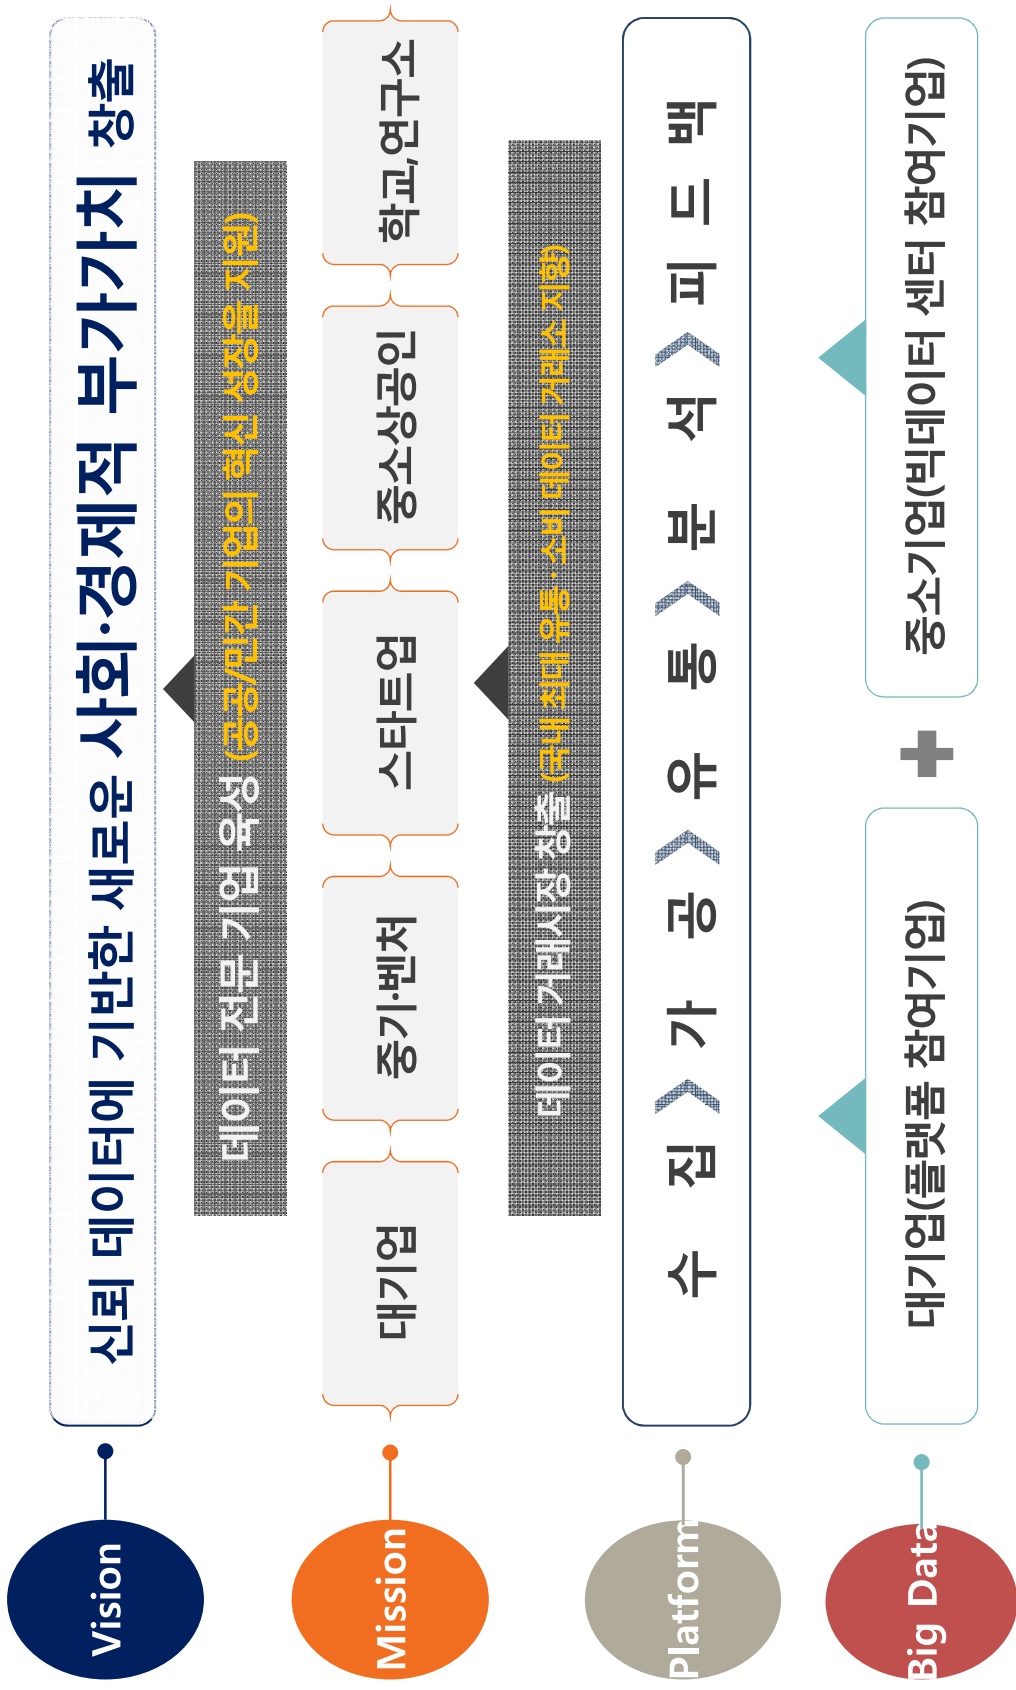 Vision
신뢰 데이터에 기반한 새로운 사회·경제적 부가가치 창출
데이터 전문 기업 육성 (공공/민간 기업의 혁신 성장을 지원)
Mission
대기업
중기·벤처
스타트업
중소상공인
학교,연구소
데이터 거래시장 창출 (국내 최대 유통·소비 데이터 거래소 지향)
Platform
수 집 》 가 공 》 유 통 》 분 석 》 피 드 백
Big Data
대기업(플랫폼 참여기업)
중소기업(빅데이터 센터 참여기업)